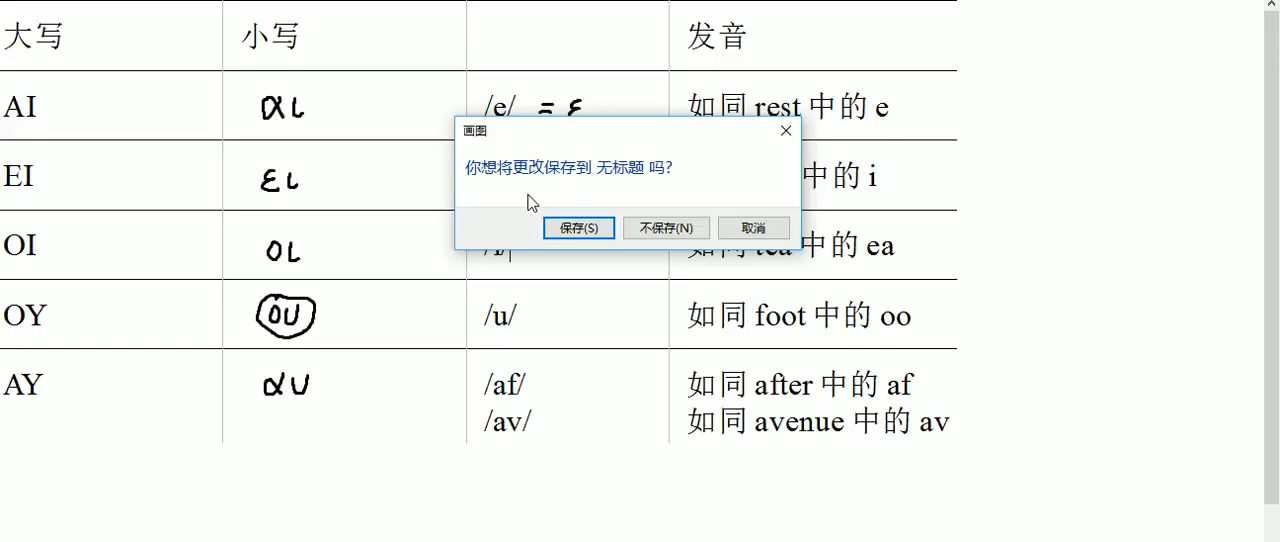 大写 小写 发音
AI αι /e/ = ε 如同 rest 中的 e
画图
你想将更改保存到 无标题 吗?
EI ει 中的 i
保存(S) 不保存(N) 取消
OI οι 中的 ea
OY ου /u/ 如同 foot 中的 oo
AY αυ /af/ 如同 after 中的 af
/av/ 如同 avenue 中的 av